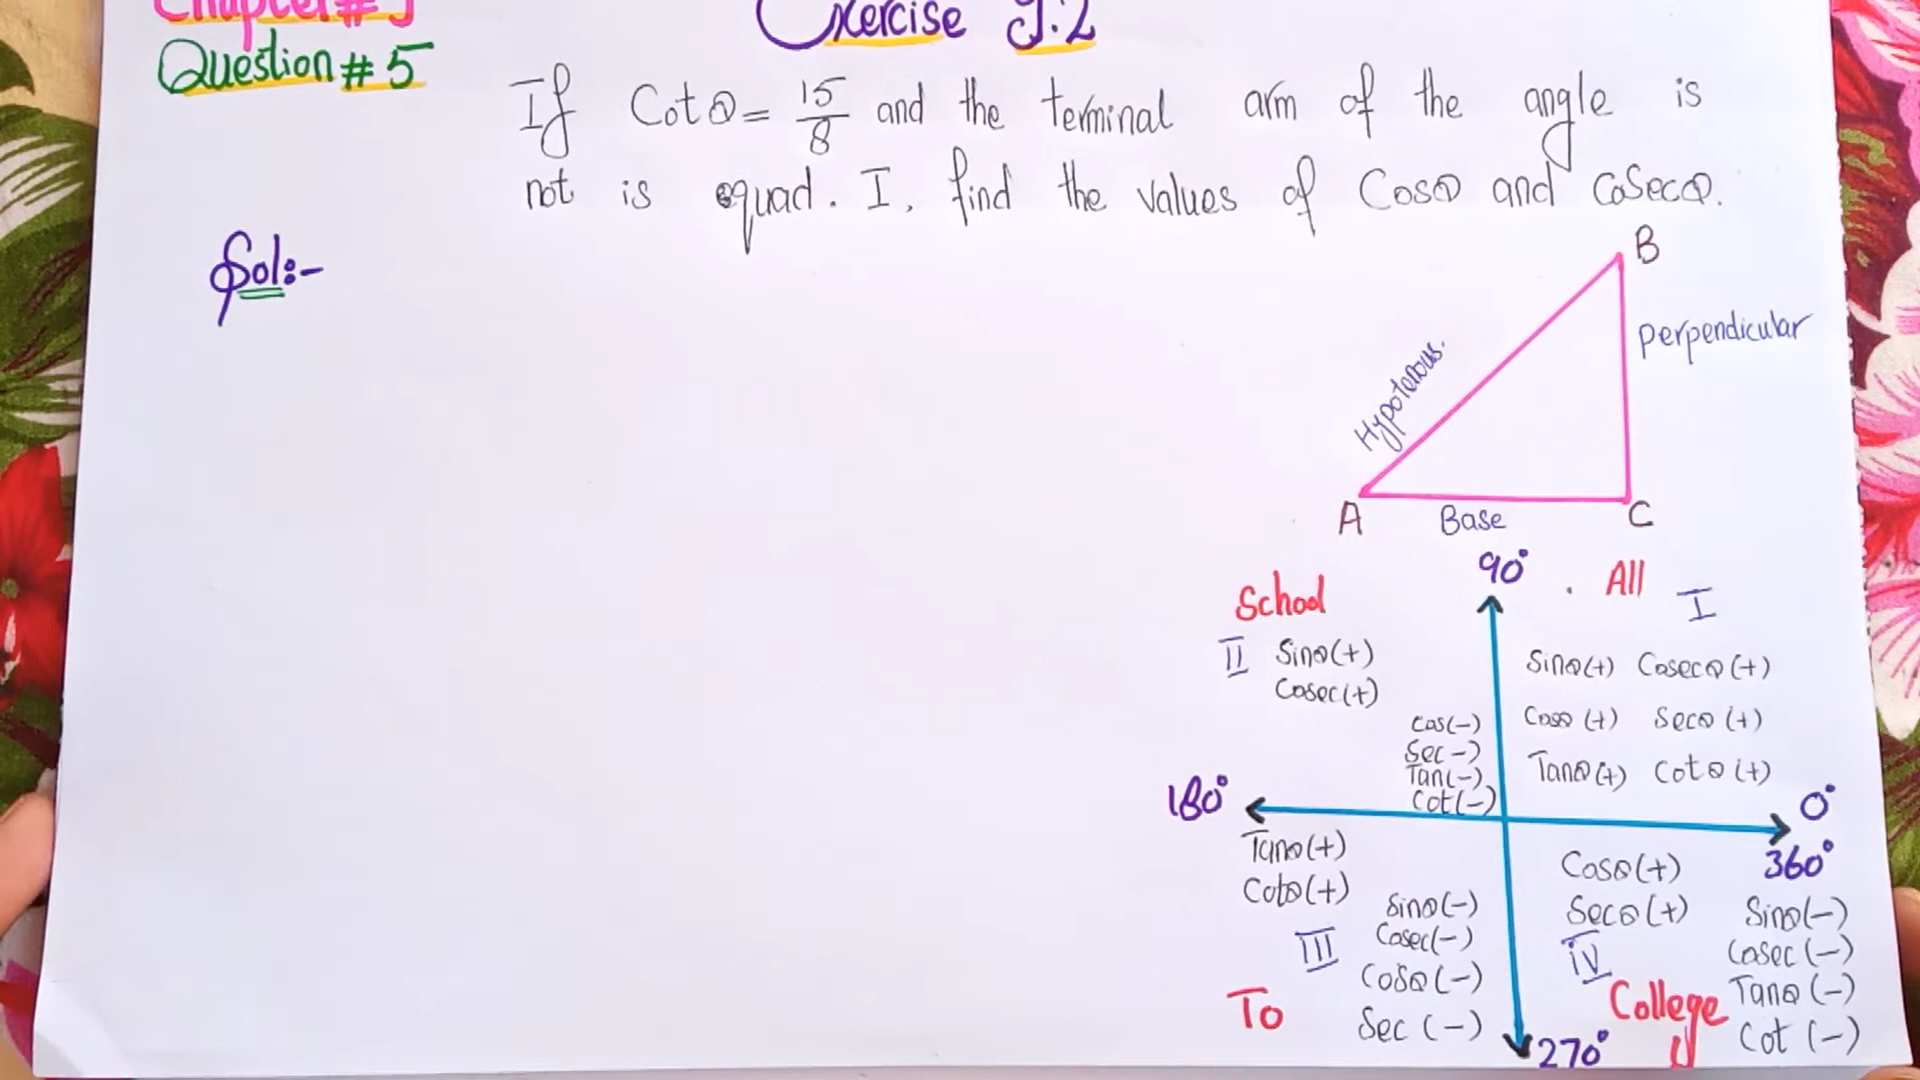 Chapter # 9
Exercise 9.2
Question # 5
If Cotθ = 15/8 and the terminal arm of the angle is
not is quad. I, find the values of Cosθ and Cosecθ.
Sol:-
B
Perpendicular
Hypotenous.
A Base C
90°
School
All
I
II Sinθ(+)
Cosec(+)
Cos(-)
Sec-)
Tan(-)
Cot(-)
Sinθ(+) Cosecθ(+)
Cosθ (+) Secθ (+)
Tanθ(+) Cotθ(+)
180°
0°
360°
Tanθ(+)
Cotθ(+)
Sinθ(-)
Cosec(-)
Cosθ(-)
Sec (-)
III
To
Cosθ(+)
Secθ(+)
iv
College
Sinθ(-)
Cosec(-)
Tanθ(-)
Cot (-)
270°